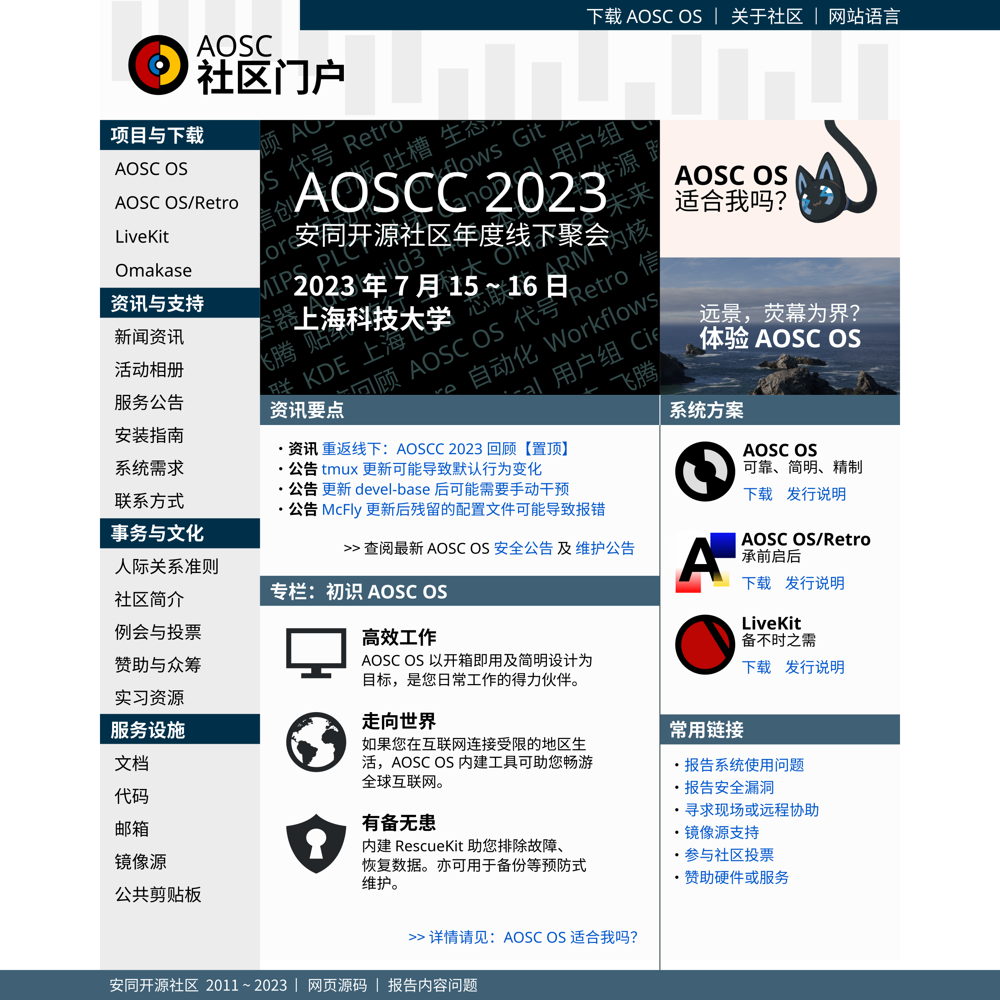 下载 AOSC OS ｜ 关于社区 ｜ 网站语言
AOSC
社区门户
项目与下载
AOSC OS
AOSC OS/Retro
LiveKit
Omakase
资讯与支持
新闻资讯
活动相册
服务公告
安装指南
系统需求
联系方式
事务与文化
人际关系准则
社区简介
例会与投票
赞助与众筹
实习资源
服务设施
文档
代码
邮箱
镜像源
公共剪贴板
AOSCC 2023
安同开源社区年度线下聚会
2023 年 7 月 15 ~ 16 日
上海科技大学
AOSC OS
适合我吗？
远景，荧幕为界？
体验 AOSC OS
资讯要点
· 资讯 重返线下：AOSCC 2023 回顾【置顶】
· 公告 tmux 更新可能导致默认行为变化
· 公告 更新 devel-base 后可能需要手动干预
· 公告 McFly 更新后残留的配置文件可能导致报错
>> 查阅最新 AOSC OS 安全公告 及 维护公告
专栏：初识 AOSC OS
高效工作
AOSC OS 以开箱即用及简明设计为
目标，是您日常工作的得力伙伴。
走向世界
如果您在互联网连接受限的地区生
活，AOSC OS 内建工具可助您畅游
全球互联网。
有备无患
内建 RescueKit 助您排除故障、
恢复数据。亦可用于备份等预防式
维护。
>> 详情请见：AOSC OS 适合我吗？
系统方案
AOSC OS
可靠、简明、精制
下载 发行说明
A
AOSC OS/Retro
承前启后
下载 发行说明
LiveKit
备不时之需
下载 发行说明
常用链接
· 报告系统使用问题
· 报告安全漏洞
· 寻求现场或远程协助
· 镜像源支持
· 参与社区投票
· 赞助硬件或服务
安同开源社区 2011 ~ 2023 ｜ 网页源码 ｜ 报告内容问题